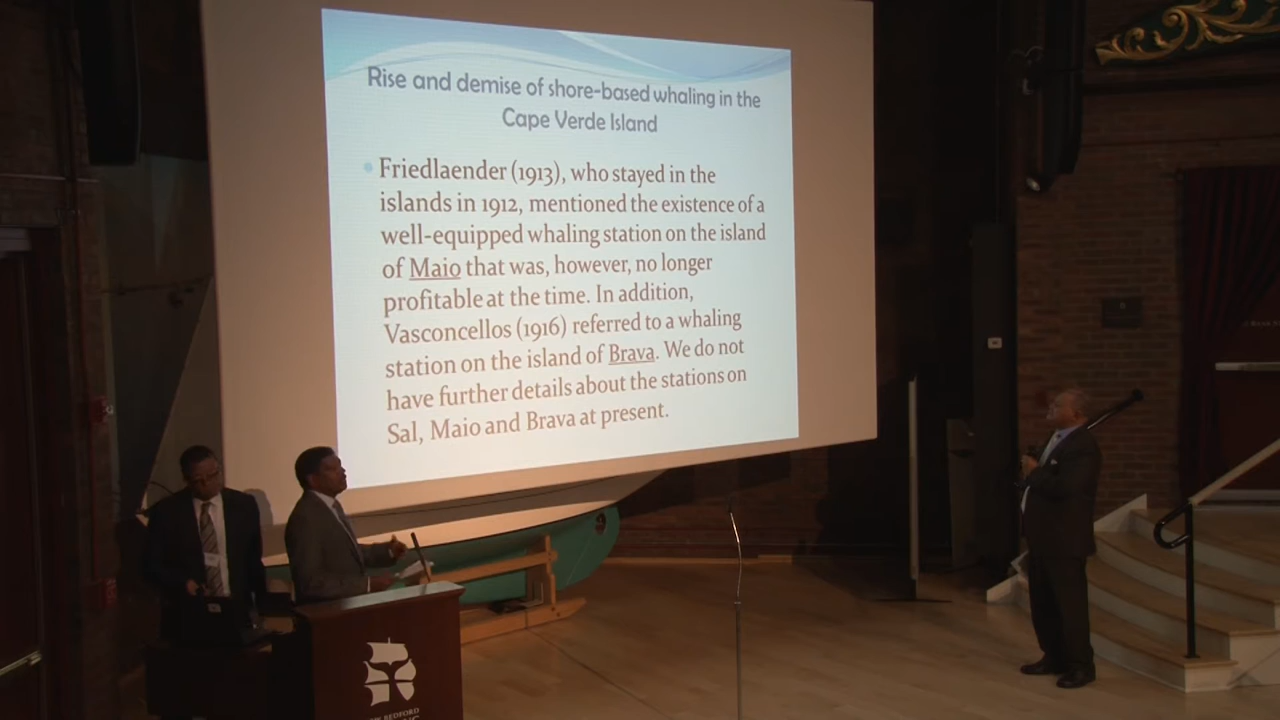 Rise and demise of shore-based whaling in the
Cape Verde Island
Friedlaender (1913), who stayed in the
islands in 1912, mentioned the existence of a
well-equipped whaling station on the island
of Maio that was, however, no longer
profitable at the time. In addition,
Vasconcellos (1916) referred to a whaling
station on the island of Brava. We do not
have further details about the stations on
Sal, Maio and Brava at present.
BEDFORD